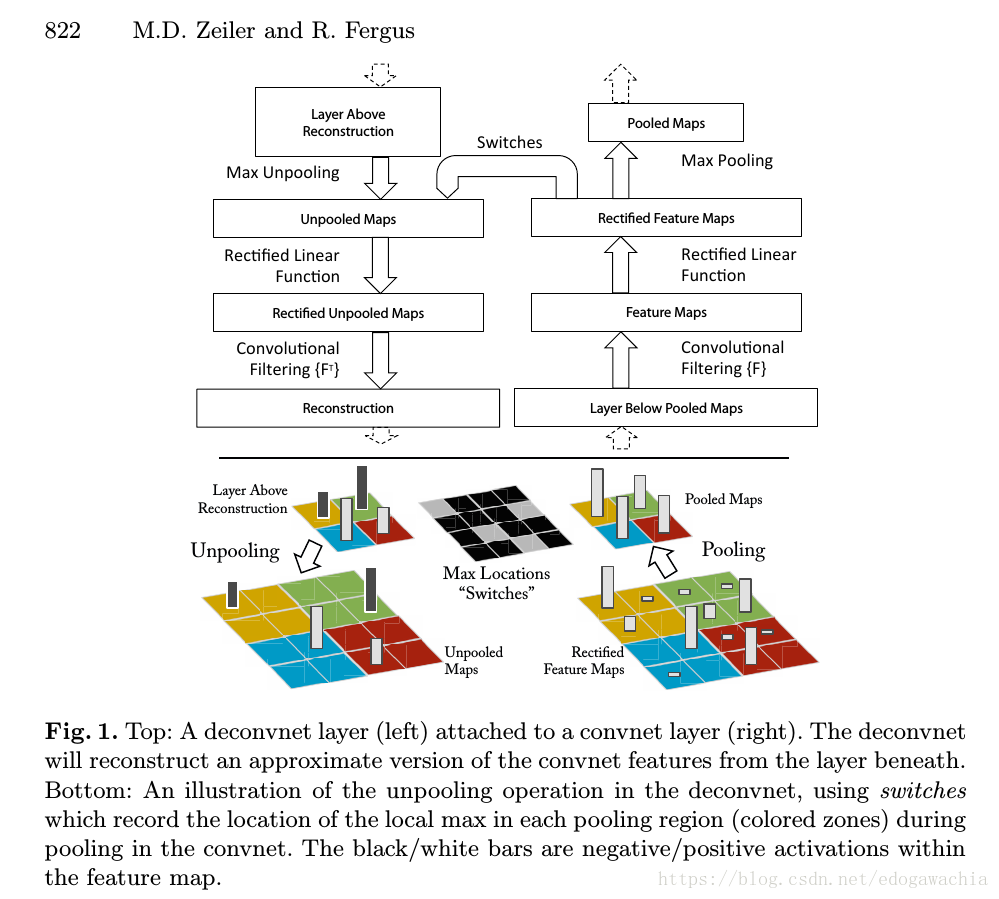 822 M.D. Zeiler and R. Fergus
Layer Above
Reconstruction
Pooled Maps
Switches
Max Unpooling
Max Pooling
Unpooled Maps
Rectified Feature Maps
Rectified Linear
Function
Rectified Linear
Function
Rectified Unpooled Maps
Feature Maps
Convolutional
Filtering {Fᵀ}
Convolutional
Filtering {F}
Reconstruction
Layer Below Pooled Maps
Layer Above
Reconstruction
Pooled Maps
Unpooling
Pooling
Max Locations
“Switches”
Unpooled
Maps
Rectified
Feature Maps
Fig. 1. Top: A deconvnet layer (left) attached to a convnet layer (right). The deconvnet
will reconstruct an approximate version of the convnet features from the layer beneath.
Bottom: An illustration of the unpooling operation in the deconvnet, using switches
which record the location of the local max in each pooling region (colored zones) during
pooling in the convnet. The black/white bars are negative/positive activations within
the feature map.
https://blog.csdn.net/edogawachia